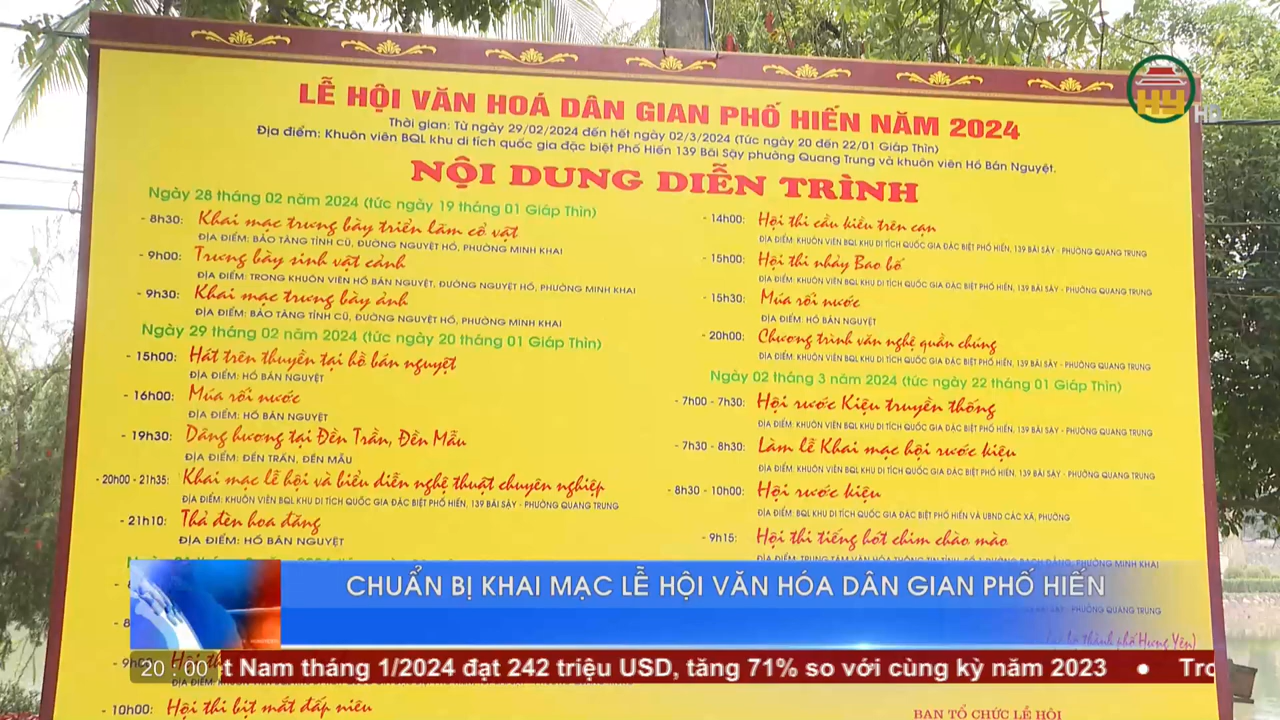 LỄ HỘI VĂN HOÁ DÂN GIAN PHỐ HIẾN NĂM 2024
Thời gian: Từ ngày 29/02/2024 đến hết ngày 02/3/2024 (Tức ngày 20 đến 22/01 Giáp Thìn)
Địa điểm: Khuôn viên BQL khu di tích quốc gia đặc biệt Phố Hiến 139 Bãi Sậy phường Quang Trung và khuôn viên Hồ Bán Nguyệt.
HY HD
NỘI DUNG DIỄN TRÌNH
Ngày 28 tháng 02 năm 2024 (tức ngày 19 tháng 01 Giáp Thìn)
- 8h30: Khai mạc trưng bày triển lãm cổ vật
ĐỊA ĐIỂM: BẢO TÀNG TỈNH CŨ, ĐƯỜNG NGUYỆT HỒ, PHƯỜNG MINH KHAI
- 9h00: Trưng bày sinh vật cảnh
ĐỊA ĐIỂM: TRONG KHUÔN VIÊN HỒ BÁN NGUYỆT, ĐƯỜNG NGUYỆT HỒ, PHƯỜNG MINH KHAI
- 9h30: Khai mạc trưng bày ảnh
ĐỊA ĐIỂM: BẢO TÀNG TỈNH CŨ, ĐƯỜNG NGUYỆT HỒ, PHƯỜNG MINH KHAI
Ngày 29 tháng 02 năm 2024 (tức ngày 20 tháng 01 Giáp Thìn)
- 15h00: Hát trên thuyền tại hồ bán nguyệt
ĐỊA ĐIỂM: HỒ BÁN NGUYỆT
- 16h00: Múa rối nước
ĐỊA ĐIỂM: HỒ BÁN NGUYỆT
- 19h30: Dâng hương tại Đền Trần, Đền Mẫu
ĐỊA ĐIỂM: ĐỀN TRẦN, ĐỀN MẪU
- 20h00 - 21h35: Khai mạc lễ hội và biểu diễn nghệ thuật chuyên nghiệp
ĐỊA ĐIỂM: KHUÔN VIÊN BQL KHU DI TÍCH QUỐC GIA ĐẶC BIỆT PHỐ HIẾN, 139 BÃI SẬY - PHƯỜNG QUANG TRUNG
- 21h10: Thả đèn hoa đăng
ĐỊA ĐIỂM: HỒ BÁN NGUYỆT
- 10h00: Hội thi bịt mắt đập niêu
- 14h00: Hội thi cầu kiều trên cạn
ĐỊA ĐIỂM: KHUÔN VIÊN BQL KHU DI TÍCH QUỐC GIA ĐẶC BIỆT PHỐ HIẾN, 139 BÃI SẬY - PHƯỜNG QUANG TRUNG
- 15h00: Hội thi nhảy Bao bố
ĐỊA ĐIỂM: KHUÔN VIÊN BQL KHU DI TÍCH QUỐC GIA ĐẶC BIỆT PHỐ HIẾN, 139 BÃI SẬY - PHƯỜNG QUANG TRUNG
- 15h30: Múa rối nước
ĐỊA ĐIỂM: HỒ BÁN NGUYỆT
- 20h00: Chương trình văn nghệ quần chúng
ĐỊA ĐIỂM: KHUÔN VIÊN BQL KHU DI TÍCH QUỐC GIA ĐẶC BIỆT PHỐ HIẾN, 139 BÃI SẬY - PHƯỜNG QUANG TRUNG
Ngày 02 tháng 3 năm 2024 (tức ngày 22 tháng 01 Giáp Thìn)
- 7h00 - 7h30: Hội rước Kiệu truyền thống
ĐỊA ĐIỂM: KHUÔN VIÊN BQL KHU DI TÍCH QUỐC GIA ĐẶC BIỆT PHỐ HIẾN, 139 BÃI SẬY - PHƯỜNG QUANG TRUNG
- 7h30 - 8h30: Làm lễ Khai mạc hội rước kiệu
ĐỊA ĐIỂM: KHUÔN VIÊN BQL KHU DI TÍCH QUỐC GIA ĐẶC BIỆT PHỐ HIẾN, 139 BÃI SẬY - PHƯỜNG QUANG TRUNG
- 8h30 - 10h00: Hội rước kiệu
ĐỊA ĐIỂM: BQL KHU DI TÍCH QUỐC GIA ĐẶC BIỆT PHỐ HIẾN VÀ UBND CÁC XÃ, PHƯỜNG
- 9h15: Hội thi tiếng hót chim chào mào
PHƯỜNG MINH KHAI
PHƯỜNG QUANG TRUNG
thành phố Hưng Yên)
BAN TỔ CHỨC LỄ HỘI
CHUẨN BỊ KHAI MẠC LỄ HỘI VĂN HÓA DÂN GIAN PHỐ HIẾN
20:00 t Nam tháng 1/2024 đạt 242 triệu USD, tăng 71% so với cùng kỳ năm 2023 • Tro